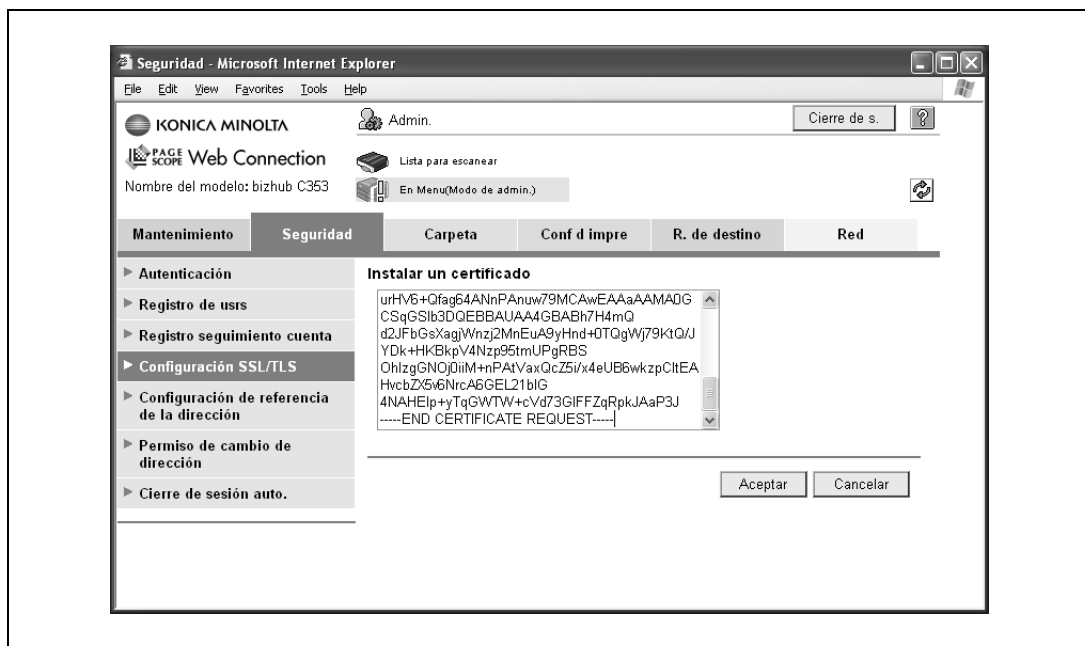 Seguridad - Microsoft Internet Explorer
File Edit View Favorites Tools Help
KONICA MINOLTA
Admin.
Cierre de s.
?
PAGE SCOPE Web Connection
Lista para escanear
Nombre del modelo: bizhub C353
En Menu(Modo de admin.)
Mantenimiento Seguridad Carpeta Conf d impre R. de destino Red
Autenticación
Registro de usrs
Registro seguimiento cuenta
Configuración SSL/TLS
Configuración de referencia
de la dirección
Permiso de cambio de
dirección
Cierre de sesión auto.
Instalar un certificado
urHV6+Qfag64ANnPAnuw79MCAwEAAaAAMA0G
CSqGSIb3DQEBBAUAA4GBABh7H4mQ
d2JFbGsXagjWnzj2MnEuA9yHnd+0TQgWj79KtQ/J
YDk+HKBkpV4Nzp95tmUPgRBS
OhIzgGNOj0iiM+nPAtVaxQcZ5i/x4eUB6wkzpCltEA
HvcbZX5v6NrcA6GEL21bIG
4NAHEIp+yTqGWTW+cVd73GIFFZqRpkJAaP3J
-----END CERTIFICATE REQUEST-----
Aceptar Cancelar